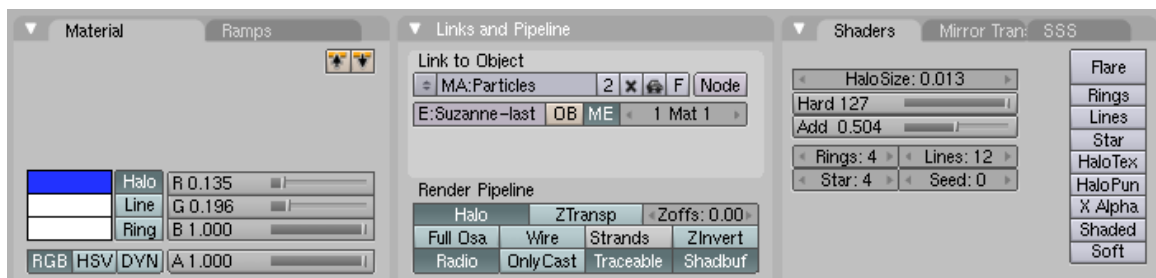 Material Ramps
Halo R 0.135
Line G 0.196
Ring B 1.000
RGB HSV DYN A 1.000
Links and Pipeline
Link to Object
MA:Particles 2 F Node
E:Suzanne-last OB ME 1 Mat 1
Render Pipeline
Halo ZTransp Zoffs: 0.00
Full Osa Wire Strands ZInvert
Radio OnlyCast Traceable Shadbuf
Shaders Mirror Tran SSS
HaloSize: 0.013
Hard 127
Add 0.504
Rings: 4 Lines: 12
Star: 4 Seed: 0
Flare
Rings
Lines
Star
HaloTex
HaloPun
X Alpha
Shaded
Soft